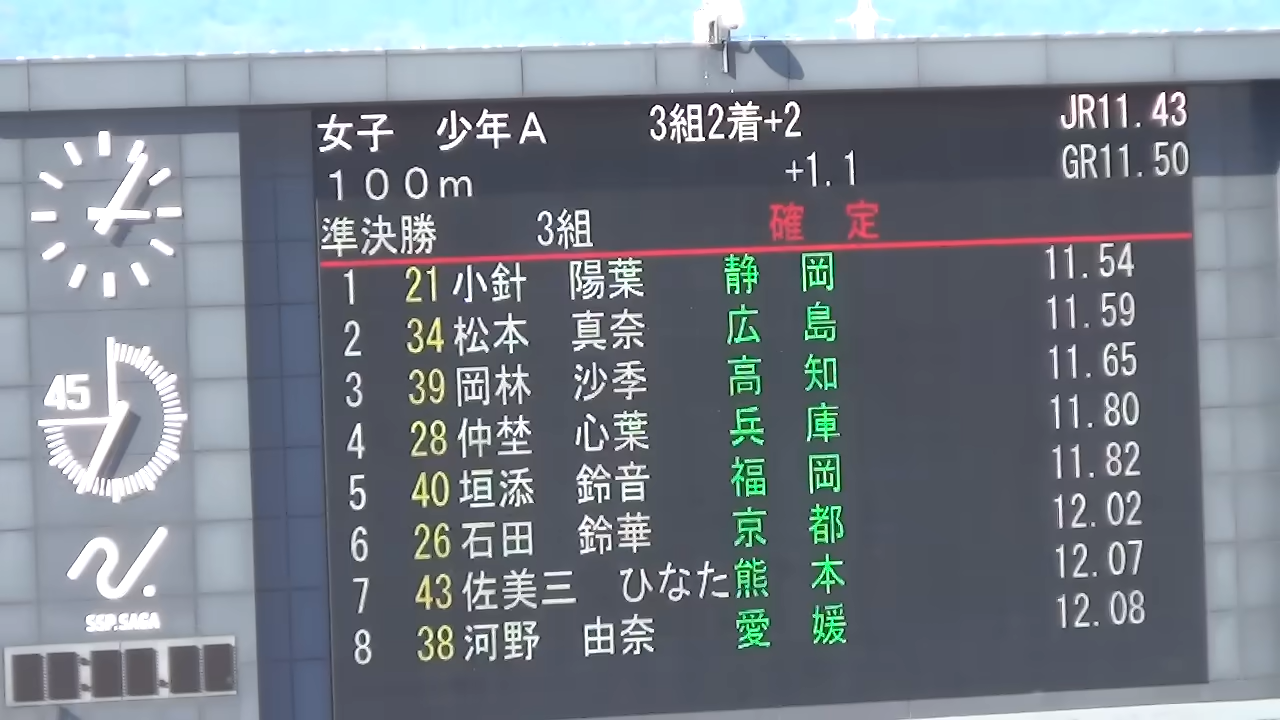 女子 少年A 3組2着+2 JR11.43
100m +1.1 GR11.50
準決勝 3組 確定
1 21 小針 陽葉 静岡 11.54
2 34 松本 真奈 広島 11.59
3 39 岡林 沙季 高知 11.65
4 28 仲埜 心葉 兵庫 11.80
5 40 垣添 鈴音 福岡 11.82
6 26 石田 鈴華 京都 12.02
7 43 佐美三 ひなた 熊本 12.07
8 38 河野 由奈 愛媛 12.08
45
SSP.SAGA